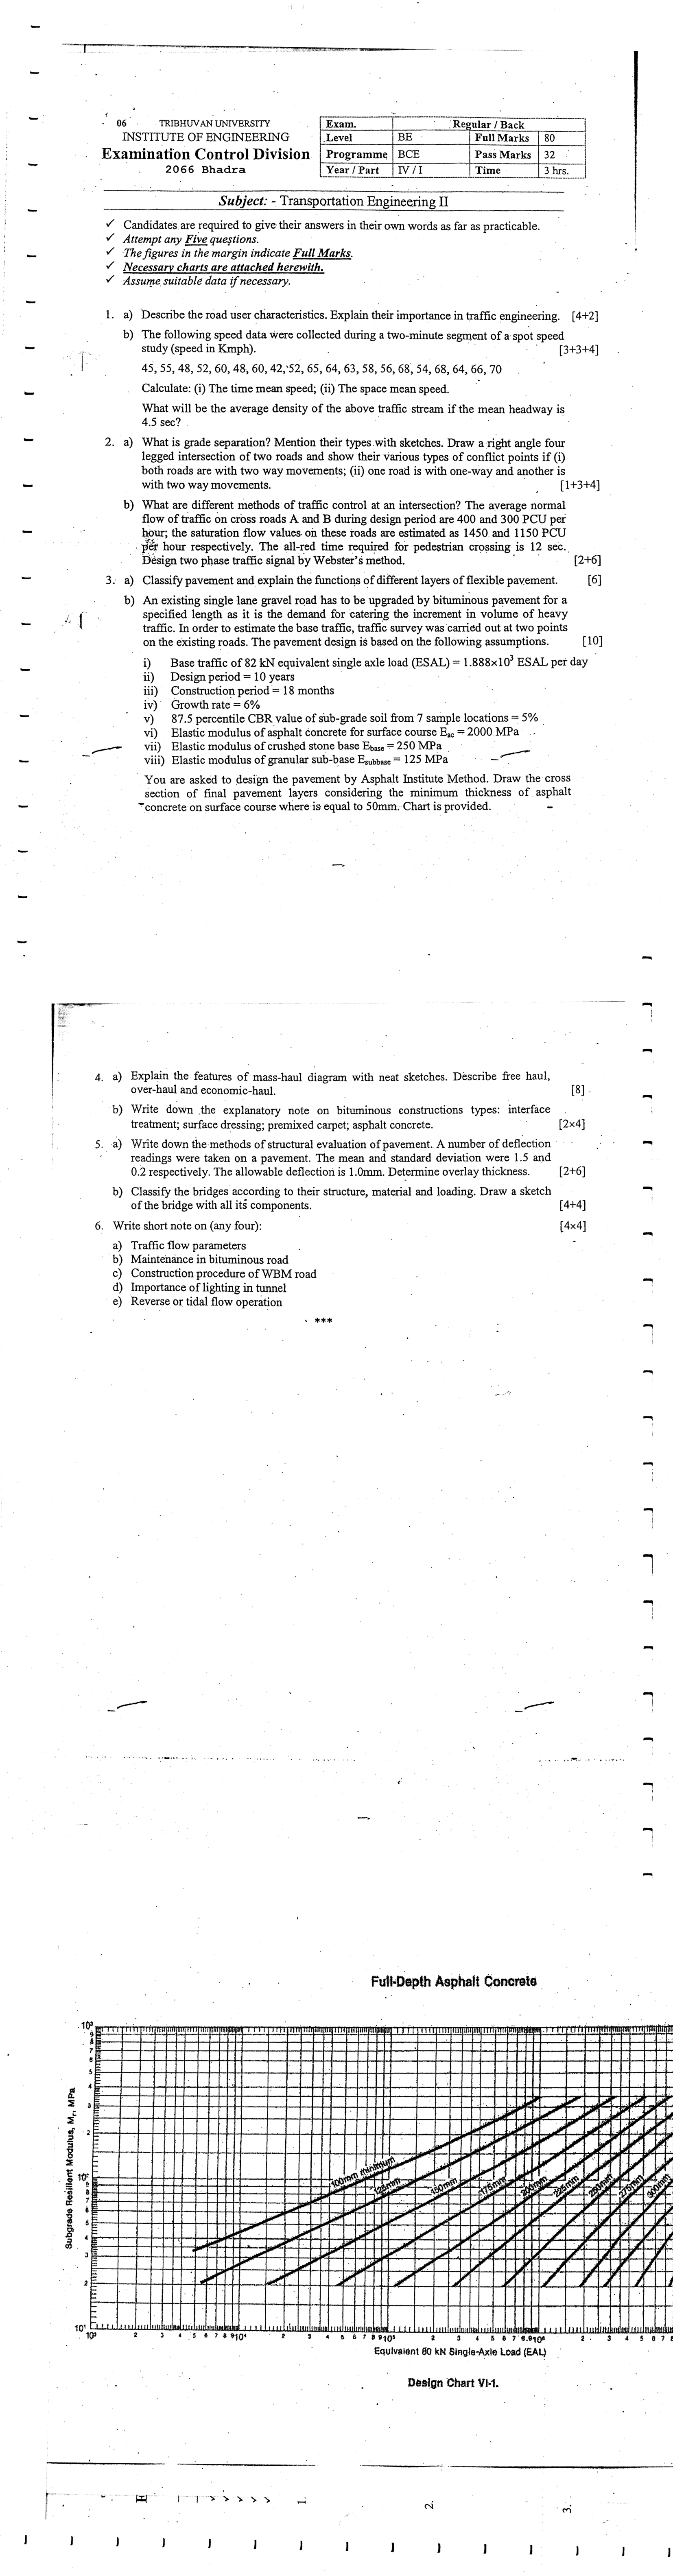 06 TRIBHUVAN UNIVERSITY
INSTITUTE OF ENGINEERING
Examination Control Division
2066 Bhadra
Exam. Regular / Back
Level BE Full Marks 80
Programme BCE Pass Marks 32
Year / Part IV / I Time 3 hrs.
Subject: - Transportation Engineering II
✓ Candidates are required to give their answers in their own words as far as practicable.
✓ Attempt any Five questions.
✓ The figures in the margin indicate Full Marks.
✓ Necessary charts are attached herewith.
✓ Assume suitable data if necessary.
1. a) Describe the road user characteristics. Explain their importance in traffic engineering. [4+2]
b) The following speed data were collected during a two-minute segment of a spot speed
study (speed in Kmph). [3+3+4]
45, 55, 48, 52, 60, 48, 60, 42, 52, 65, 64, 63, 58, 56, 68, 54, 68, 64, 66, 70
Calculate: (i) The time mean speed; (ii) The space mean speed.
What will be the average density of the above traffic stream if the mean headway is
4.5 sec?
2. a) What is grade separation? Mention their types with sketches. Draw a right angle four
legged intersection of two roads and show their various types of conflict points if (i)
both roads are with two way movements; (ii) one road is with one-way and another is
with two way movements. [1+3+4]
b) What are different methods of traffic control at an intersection? The average normal
flow of traffic on cross roads A and B during design period are 400 and 300 PCU per
hour; the saturation flow values on these roads are estimated as 1450 and 1150 PCU
per hour respectively. The all-red time required for pedestrian crossing is 12 sec.
Design two phase traffic signal by Webster's method. [2+6]
3. a) Classify pavement and explain the functions of different layers of flexible pavement. [6]
b) An existing single lane gravel road has to be upgraded by bituminous pavement for a
specified length as it is the demand for catering the increment in volume of heavy
traffic. In order to estimate the base traffic, traffic survey was carried out at two points
on the existing roads. The pavement design is based on the following assumptions. [10]
i) Base traffic of 82 kN equivalent single axle load (ESAL) = 1.888×10³ ESAL per day
ii) Design period = 10 years
iii) Construction period = 18 months
iv) Growth rate = 6%
v) 87.5 percentile CBR value of sub-grade soil from 7 sample locations = 5%
vi) Elastic modulus of asphalt concrete for surface course Eac = 2000 MPa
vii) Elastic modulus of crushed stone base Ebase = 250 MPa
viii) Elastic modulus of granular sub-base Esubbase = 125 MPa
You are asked to design the pavement by Asphalt Institute Method. Draw the cross
section of final pavement layers considering the minimum thickness of asphalt
concrete on surface course where is equal to 50mm. Chart is provided.
4. a) Explain the features of mass-haul diagram with neat sketches. Describe free haul,
over-haul and economic-haul. [8]
b) Write down the explanatory note on bituminous constructions types: interface
treatment; surface dressing; premixed carpet; asphalt concrete. [2×4]
5. a) Write down the methods of structural evaluation of pavement. A number of deflection
readings were taken on a pavement. The mean and standard deviation were 1.5 and
0.2 respectively. The allowable deflection is 1.0mm. Determine overlay thickness. [2+6]
b) Classify the bridges according to their structure, material and loading. Draw a sketch
of the bridge with all its components. [4+4]
6. Write short note on (any four): [4×4]
a) Traffic flow parameters
b) Maintenance in bituminous road
c) Construction procedure of WBM road
d) Importance of lighting in tunnel
e) Reverse or tidal flow operation
***
Full-Depth Asphalt Concrete
Subgrade Resilient Modulus, Mr, MPa
10³
9
8
7
6
5
4
3
2
10²
9
8
7
6
5
4
3
2
10¹
100mm minimum
125mm
150mm
175mm
200mm
225mm
250mm
275mm
300mm
10³ 2 3 4 5 6 7 8 9 10⁴ 2 3 4 5 6 7 8 9 10⁵ 2 3 4 5 6 7 8 9 10⁶ 2 3 4 5 6 7 8
Equivalent 80 kN Single-Axle Load (EAL)
Design Chart VI-1.
1.
2.
3.